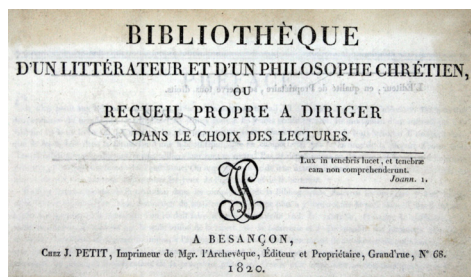 BIBLIOTHÈQUE
D'UN LITTÉRATEUR ET D'UN PHILOSOPHE CHRÉTIEN,
OU
RECUEIL PROPRE A DIRIGER
DANS LE CHOIX DES LECTURES.
Lux in tenebris lucet, et tenebræ
eam non comprehenderunt.
Joann. 1.
A BESANÇON,
Chez J. PETIT, Imprimeur de Mgr. l'Archevêque, Éditeur et Propriétaire, Grand'rue, N° 68.
1820.